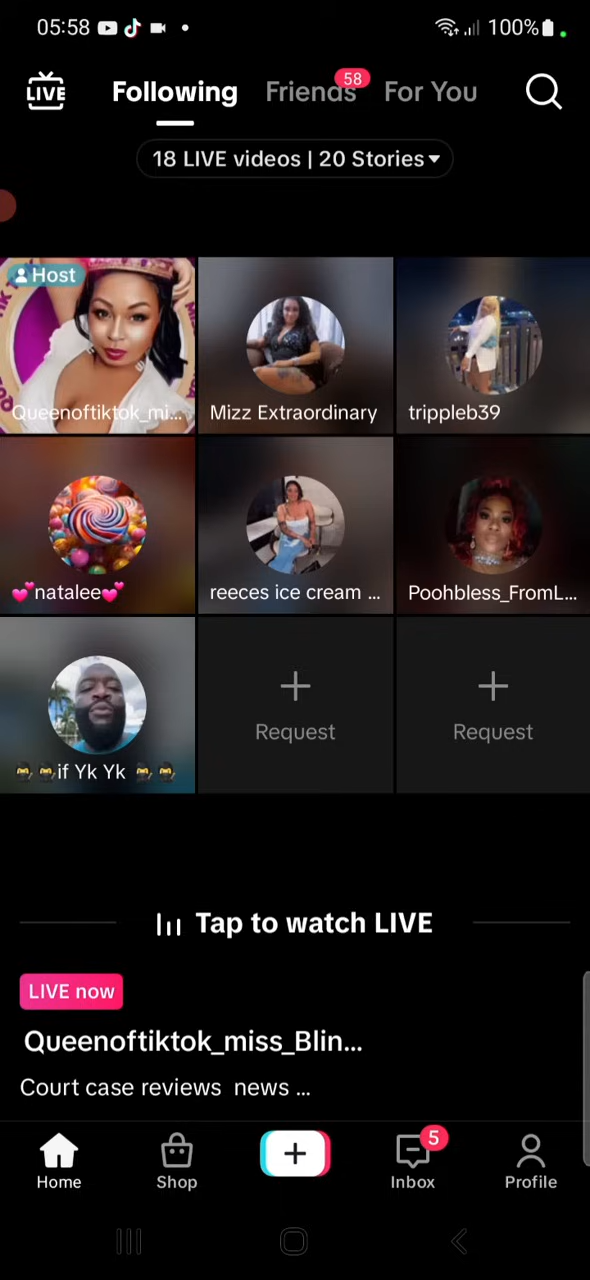 05:58
100%
LIVE
Following
Friends
58
For You
18 LIVE videos | 20 Stories
Host
Queenoftiktok_mi...
Mizz Extraordinary
trippleb39
💕natalee💕
reeces ice cream ...
Poohbless_FromL...
if Yk Yk
Request
Request
Tap to watch LIVE
LIVE now
Queenoftiktok_miss_Blin...
Court case reviews news ...
Home
Shop
5
Inbox
Profile